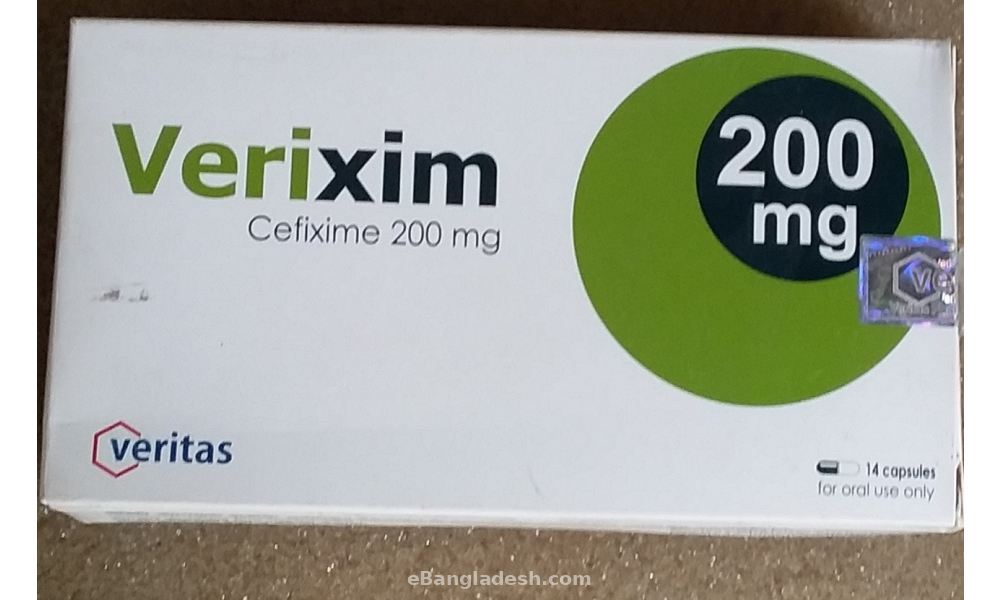 Verixim
Cefixime 200 mg
200
mg
veritas
14 capsules
for oral use only
eBangladesh.com